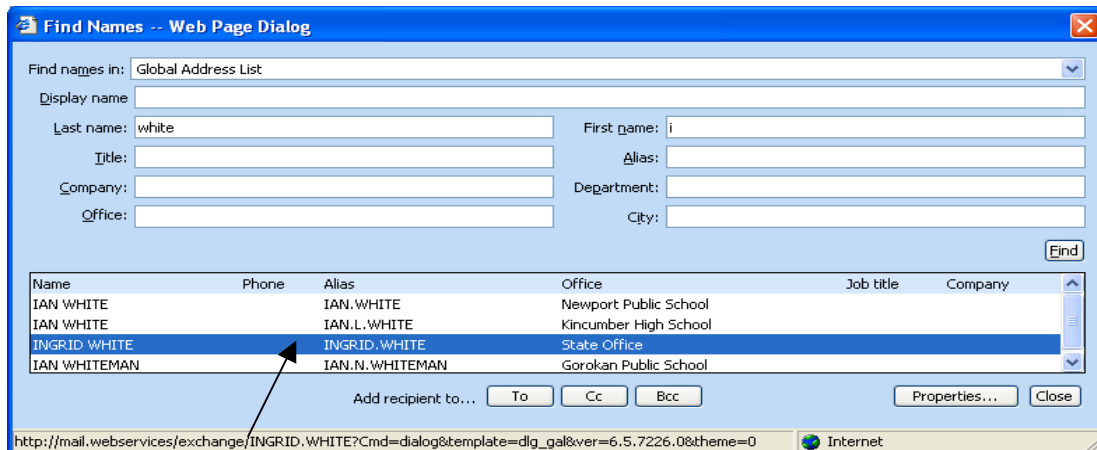 Find Names -- Web Page Dialog
Find names in: Global Address List
Display name
Last name: white First name: i
Title: Alias:
Company: Department:
Office: City:
Find
Name Phone Alias Office Job title Company
IAN WHITE IAN.WHITE Newport Public School
IAN WHITE IAN.L.WHITE Kincumber High School
INGRID WHITE INGRID.WHITE State Office
IAN WHITEMAN IAN.N.WHITEMAN Gorokan Public School
Add recipient to... To Cc Bcc Properties... Close
http://mail.webservices/exchange/INGRID.WHITE?Cmd=dialog&template=dlg_gal&ver=6.5.7226.0&theme=0 Internet